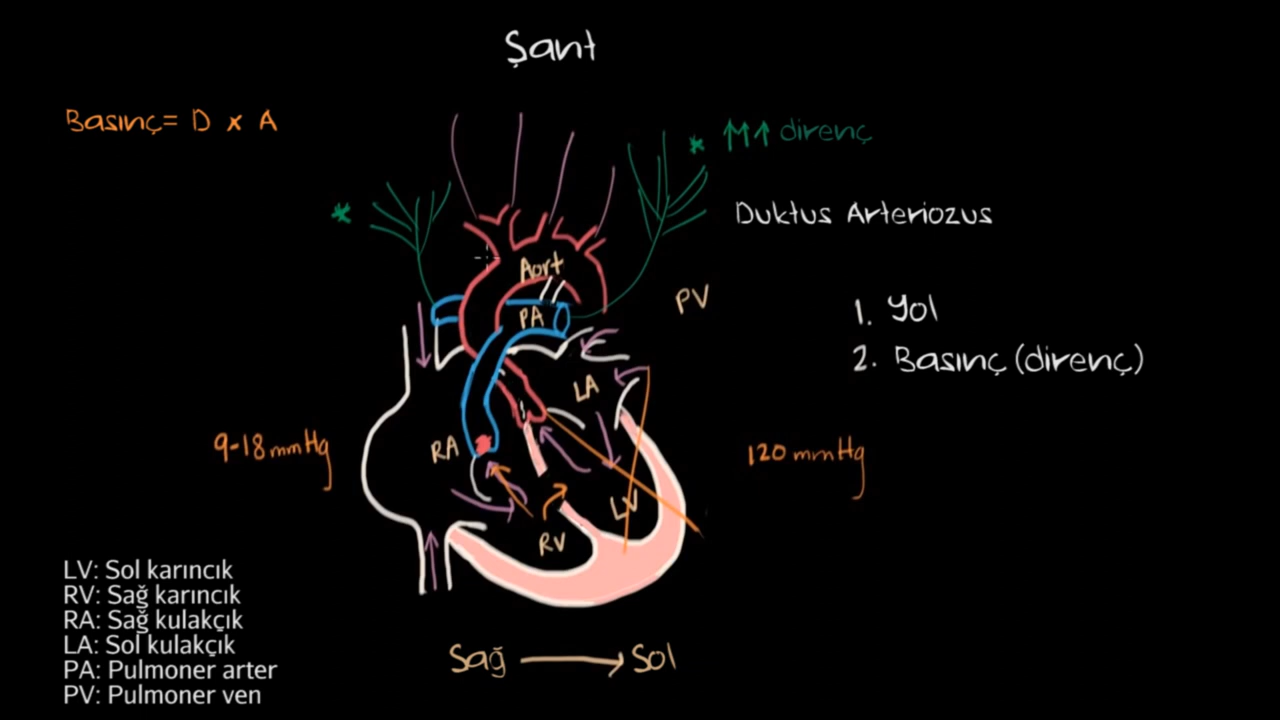 Şant
Basınç= D x A
* ↑↑↑ direnç
*
Duktus Arteriozus
Aort
PV
PA
1. Yol
2. Basınç (direnç)
LA
9-18 mmHg
RA
120 mmHg
LV
RV
LV: Sol karıncık
RV: Sağ karıncık
RA: Sağ kulakçık
LA: Sol kulakçık
PA: Pulmoner arter
PV: Pulmoner ven
Sağ → Sol